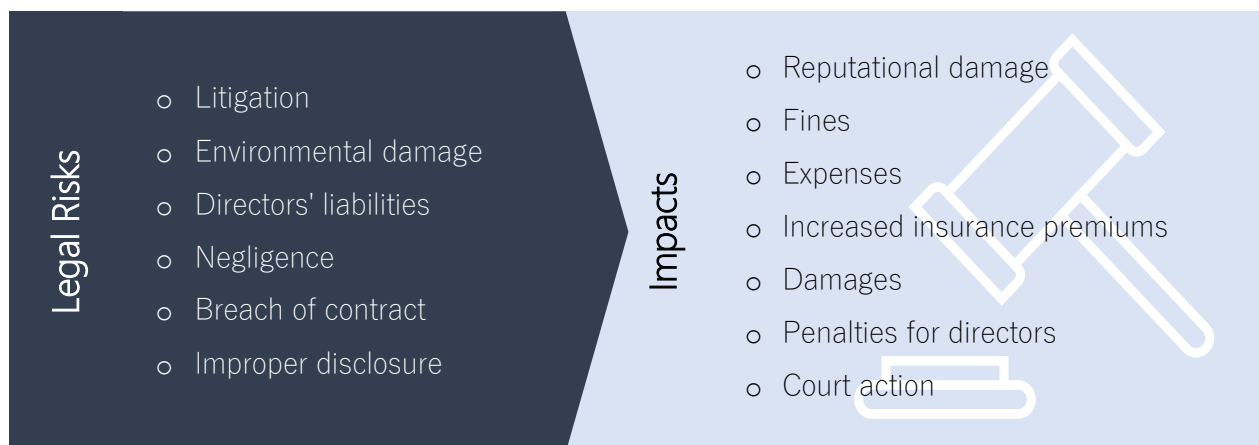 Legal Risks
o Litigation
o Environmental damage
o Directors' liabilities
o Negligence
o Breach of contract
o Improper disclosure
Impacts
o Reputational damage
o Fines
o Expenses
o Increased insurance premiums
o Damages
o Penalties for directors
o Court action